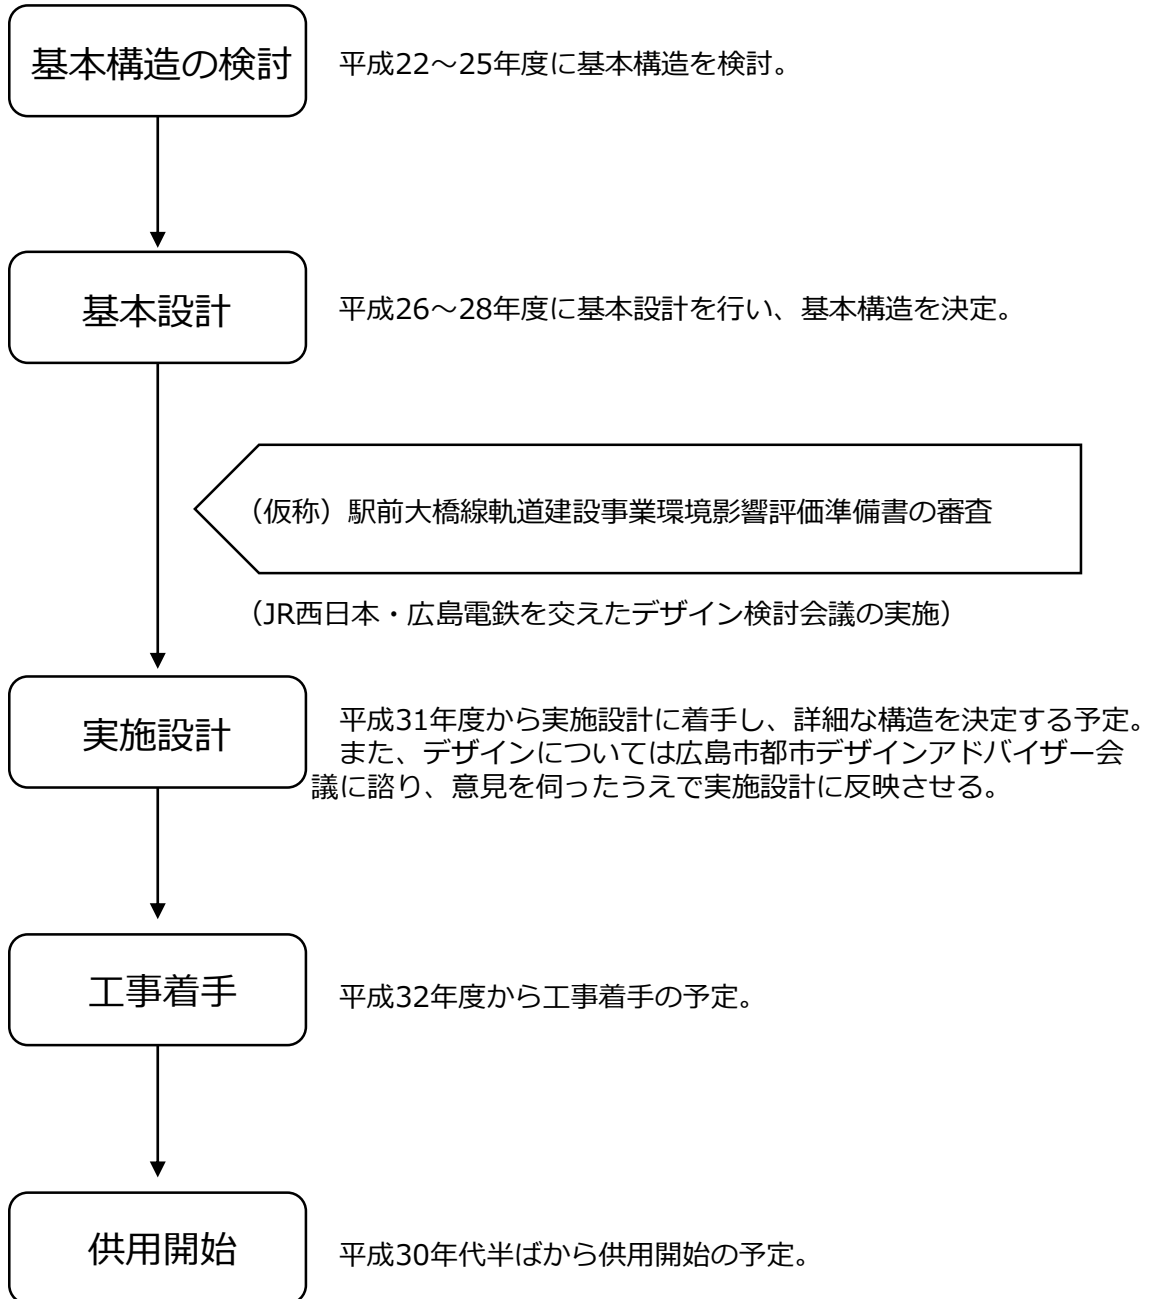 基本構造の検討
平成22～25年度に基本構造を検討。
基本設計
平成26～28年度に基本設計を行い、基本構造を決定。
（仮称）駅前大橋線軌道建設事業環境影響評価準備書の審査
（JR西日本・広島電鉄を交えたデザイン検討会議の実施）
実施設計
平成31年度から実施設計に着手し、詳細な構造を決定する予定。
また、デザインについては広島市都市デザインアドバイザー会
議に諮り、意見を伺ったうえで実施設計に反映させる。
工事着手
平成32年度から工事着手の予定。
供用開始
平成30年代半ばから供用開始の予定。